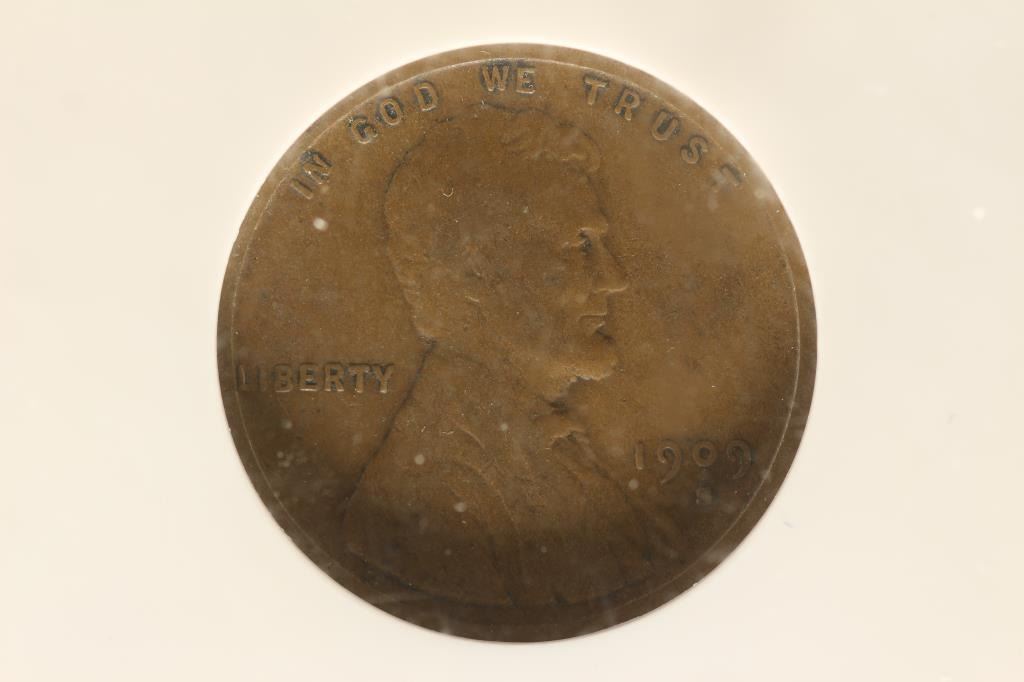 IN GOD WE TRUST
LIBERTY
1909
S